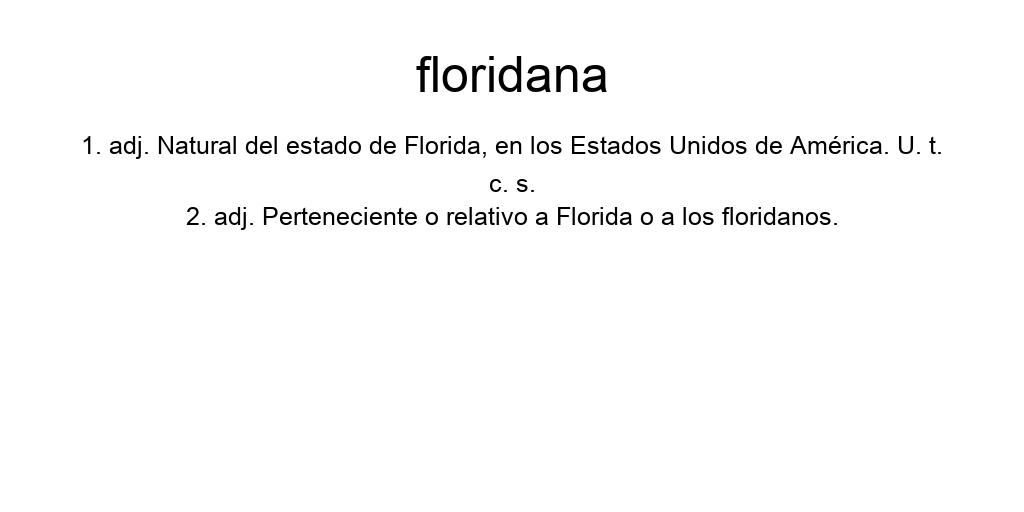 floridana
1. adj. Natural del estado de Florida, en los Estados Unidos de América. U. t.
c. s.
2. adj. Perteneciente o relativo a Florida o a los floridanos.